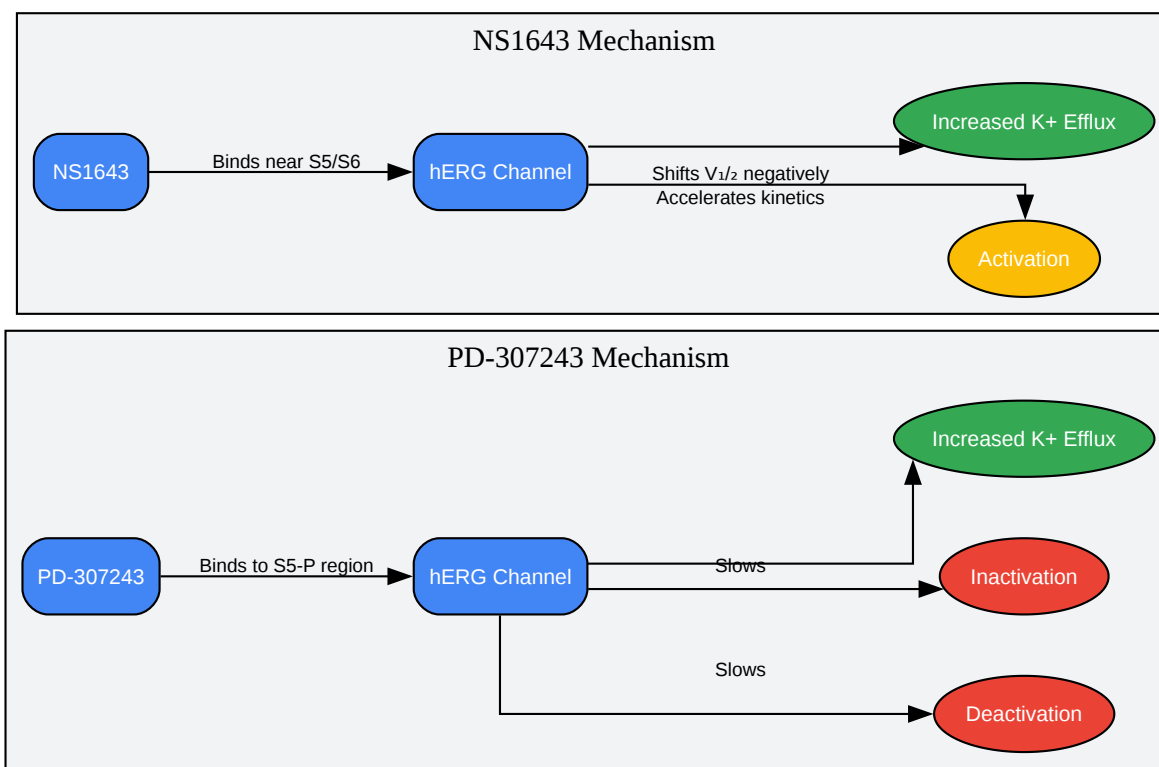 NS1643 Mechanism
Increased K+ Efflux
NS1643
Binds near S5/S6
hERG Channel
Shifts V₁/₂ negatively
Accelerates kinetics
Activation
PD-307243 Mechanism
Increased K+ Efflux
PD-307243
Binds to S5-P region
hERG Channel
Slows
Inactivation
Slows
Deactivation